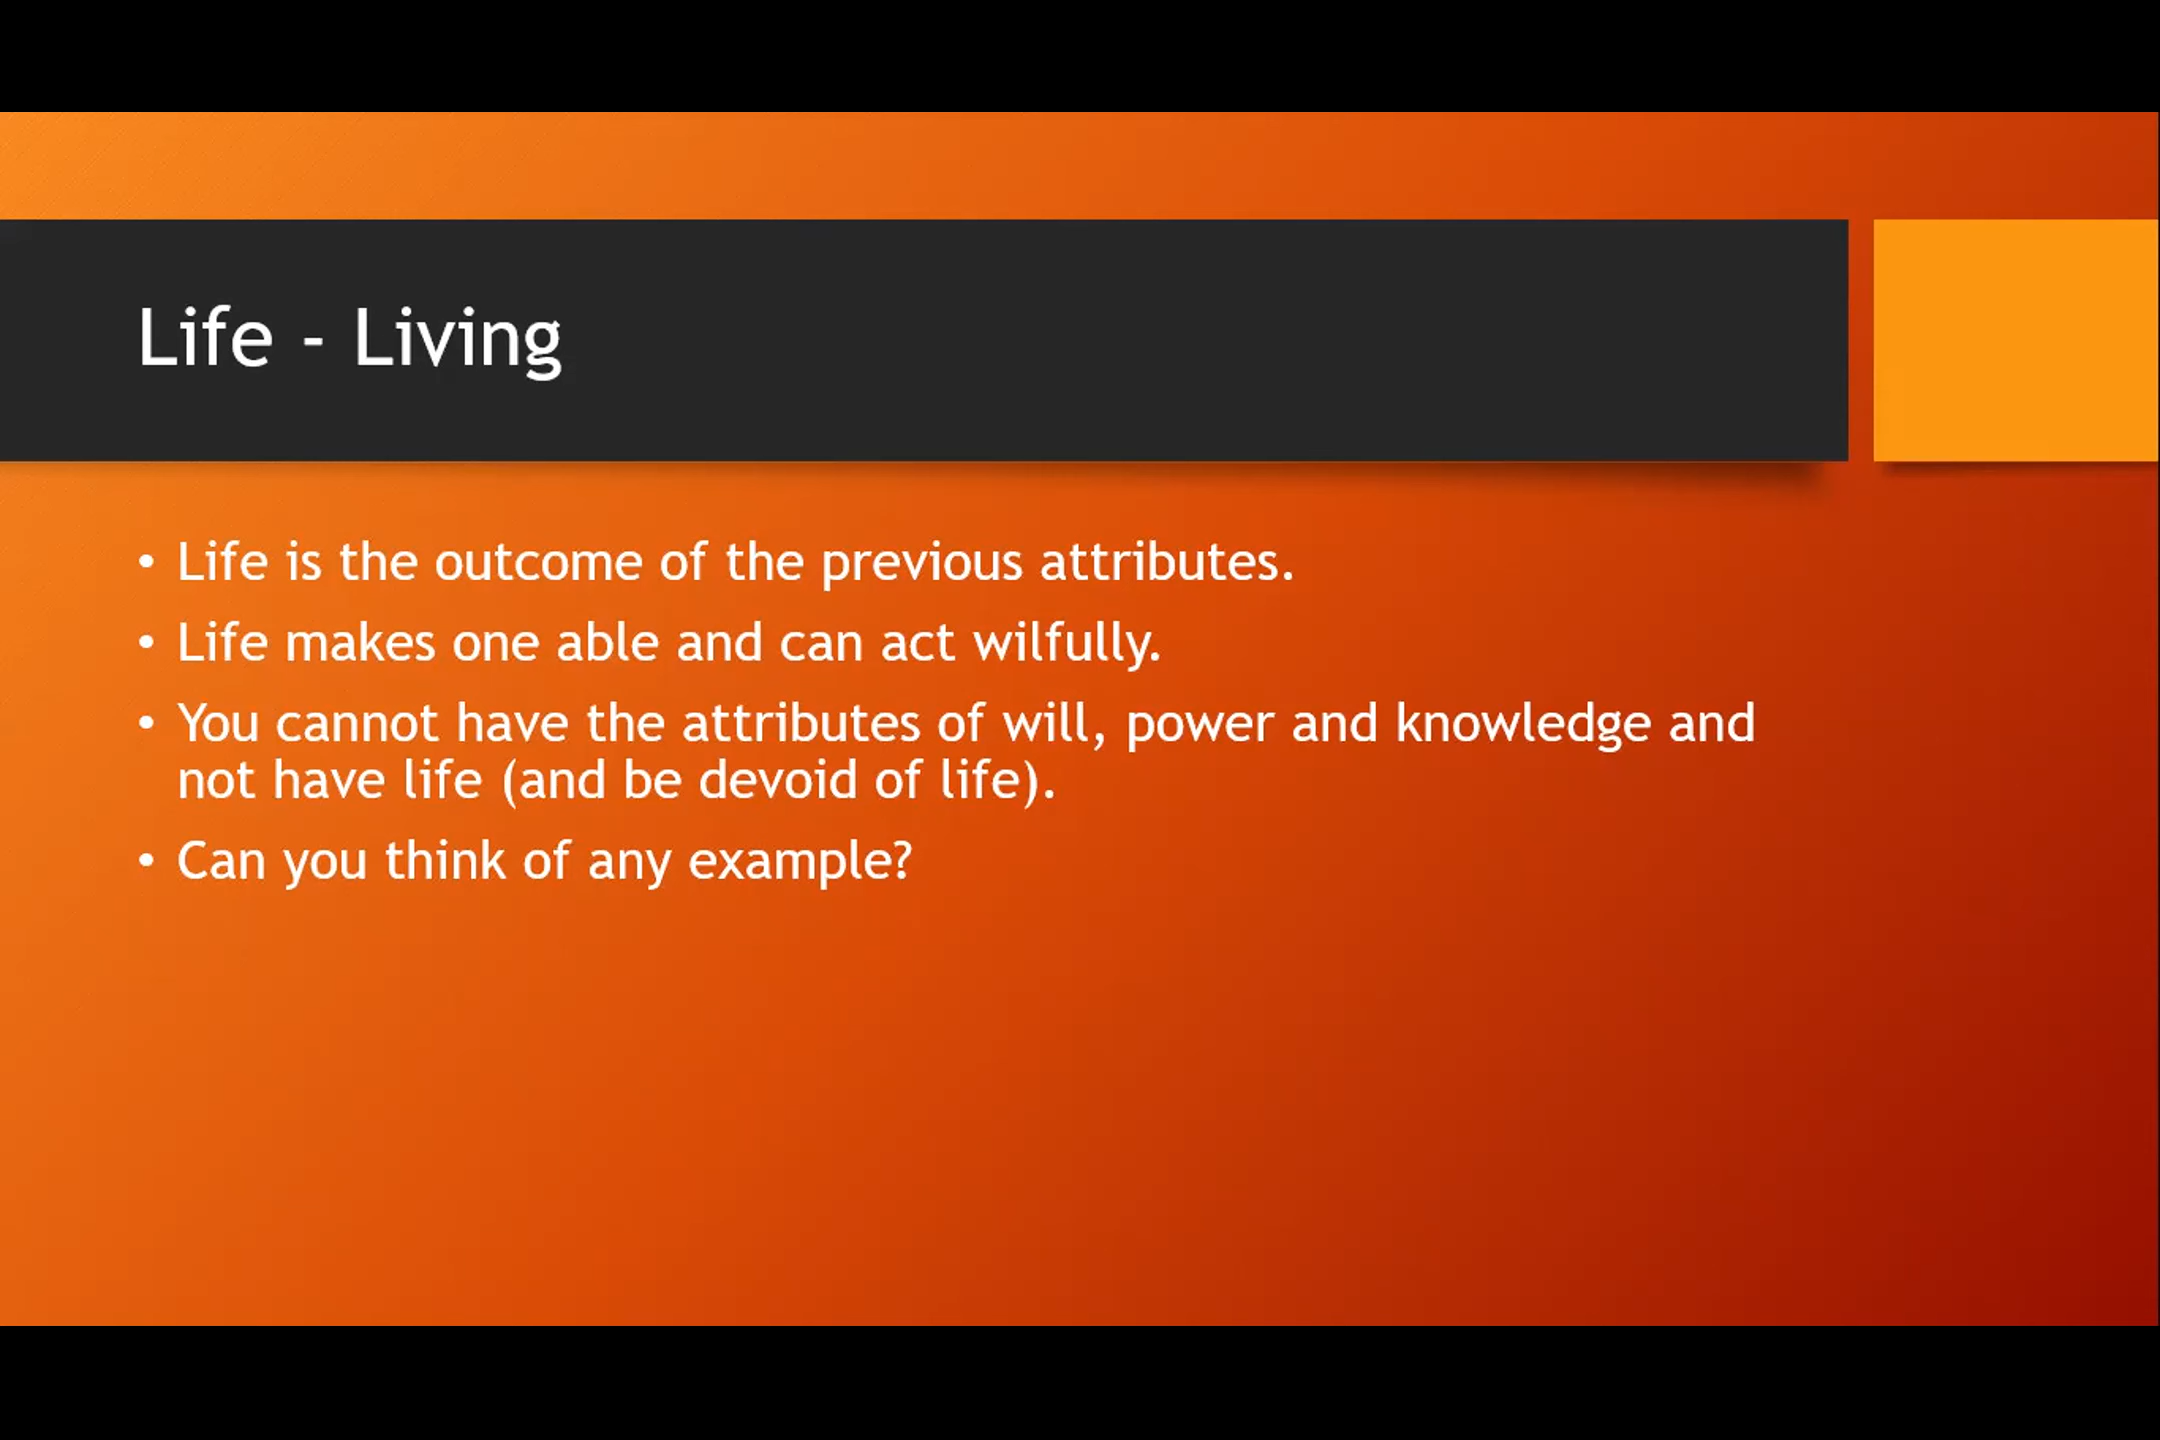 Life - Living
• Life is the outcome of the previous attributes.
• Life makes one able and can act wilfully.
• You cannot have the attributes of will, power and knowledge and
not have life (and be devoid of life).
• Can you think of any example?